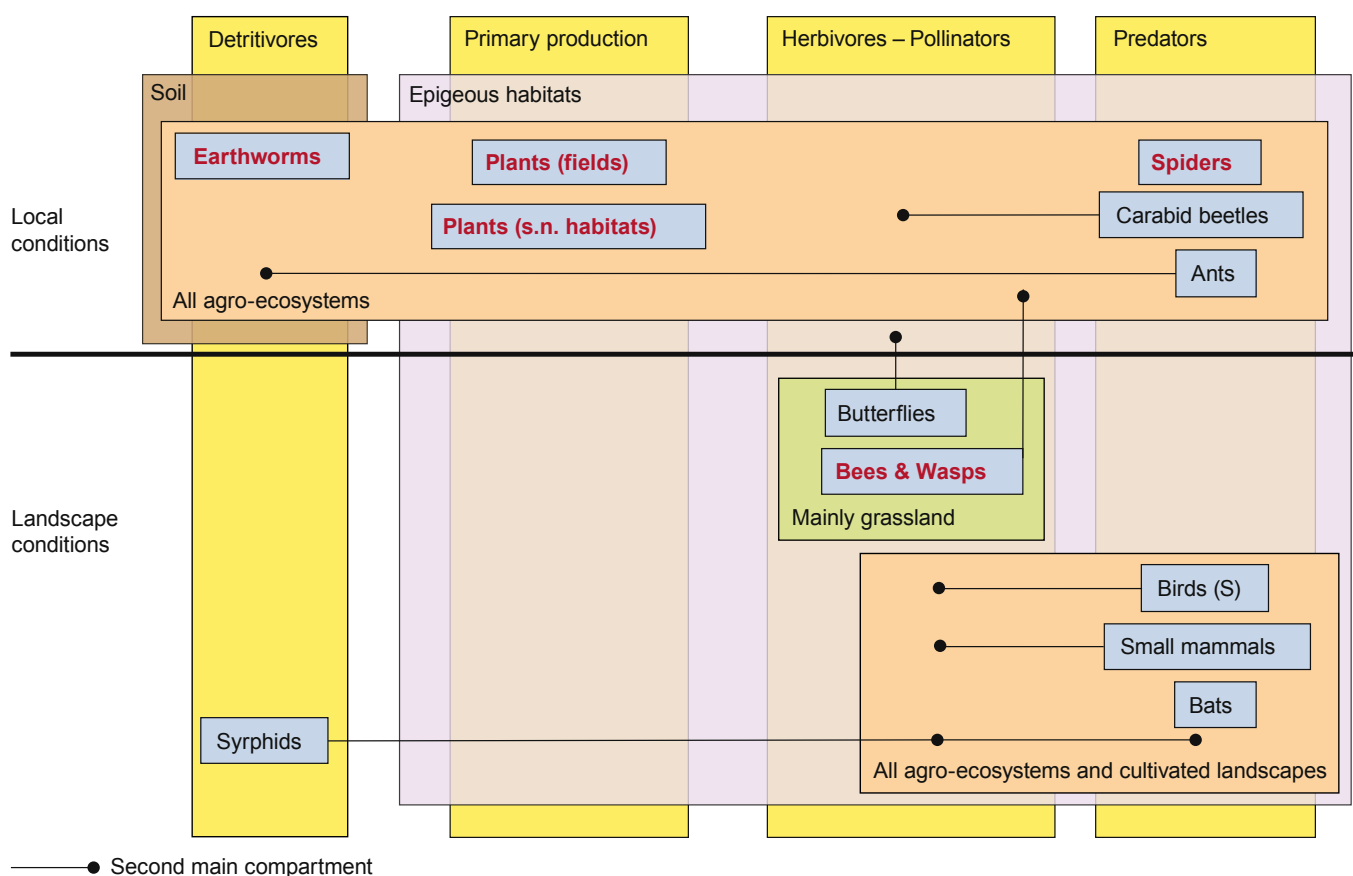 Detritivores
Primary production
Herbivores – Pollinators
Predators
Soil
Epigeous habitats
Earthworms
Plants (fields)
Spiders
Plants (s.n. habitats)
Carabid beetles
Local
conditions
Ants
All agro-ecosystems
Butterflies
Bees & Wasps
Mainly grassland
Landscape
conditions
Birds (S)
Small mammals
Bats
Syrphids
All agro-ecosystems and cultivated landscapes
Second main compartment